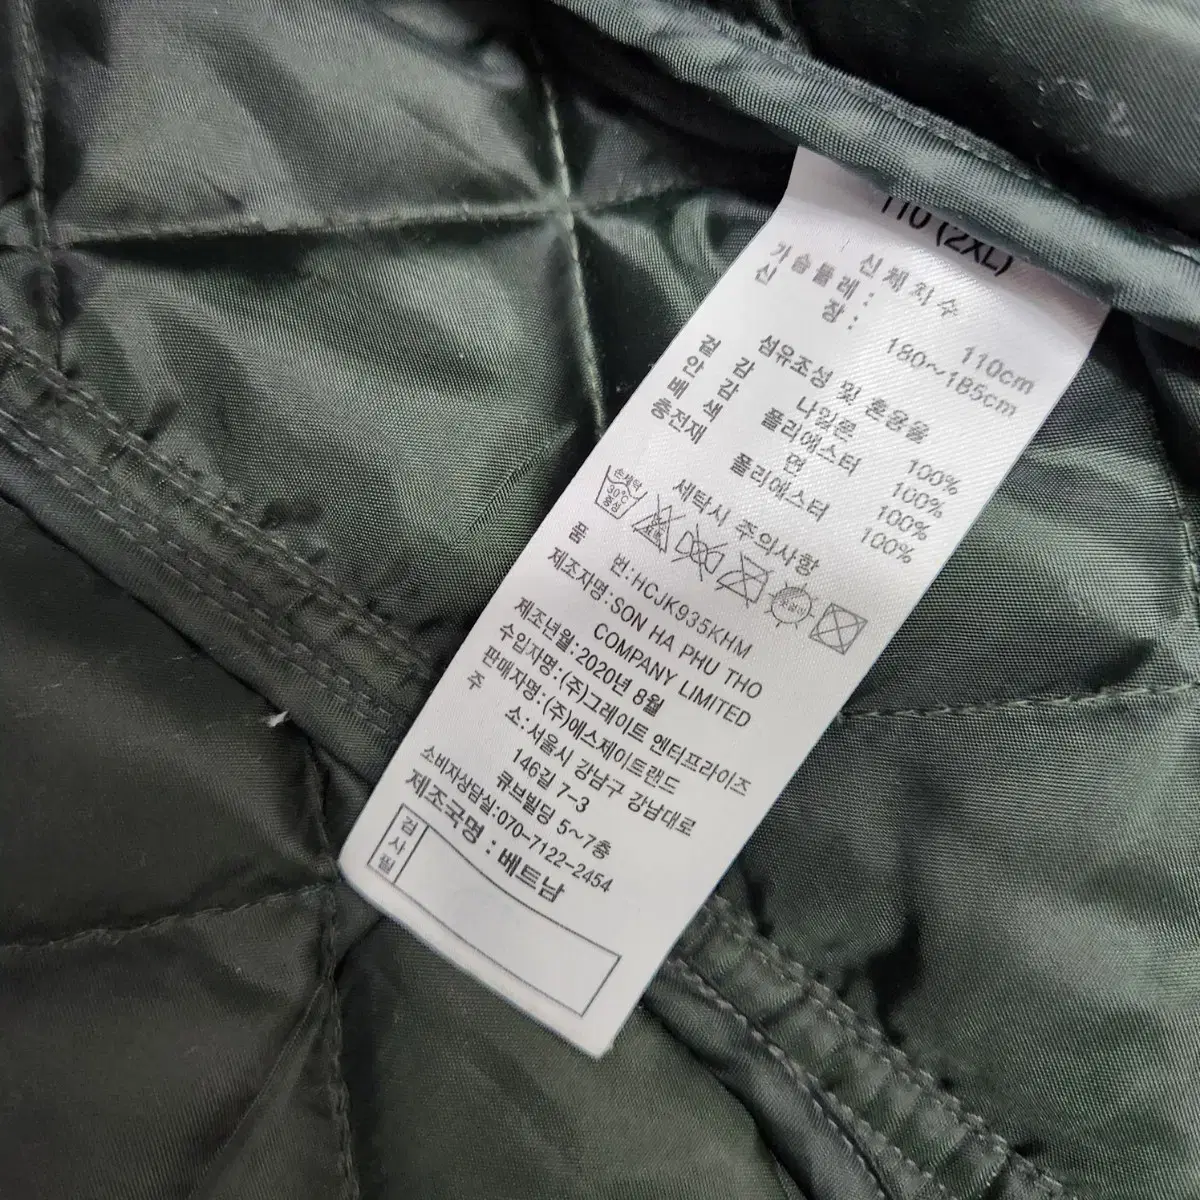 110 (2XL)
신체치수
가슴둘레: 110cm
신 장: 180~185cm
섬유조성 및 혼용율
겉감 나일론 100%
안감 폴리에스터 100%
배색 면 100%
충전재 폴리에스터 100%
세탁시 주의사항
손세탁
30℃
중성
품 번:HCJK935KHM
제조자명:SON HA PHU THO
COMPANY LIMITED
제조년월:2020년 8월
수입자명:(주)그레이트 엔터프라이즈
판매자명:(주)에스제이트렌드
주 소:서울시 강남구 강남대로
146길 7-3
큐브빌딩 5~7층
소비자상담실:070-7122-2454
제조국명:베트남
검사필